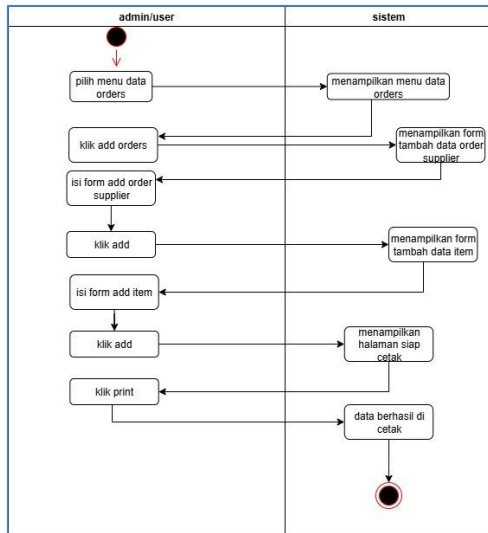 admin/user
sistem
pilih menu data
orders
menampilkan menu data
orders
klik add orders
menampilkan form
tambah data order
supplier
isi form add order
supplier
klik add
menampilkan form
tambah data item
isi form add item
klik add
menampilkan
halaman siap
cetak
klik print
data berhasil di
cetak